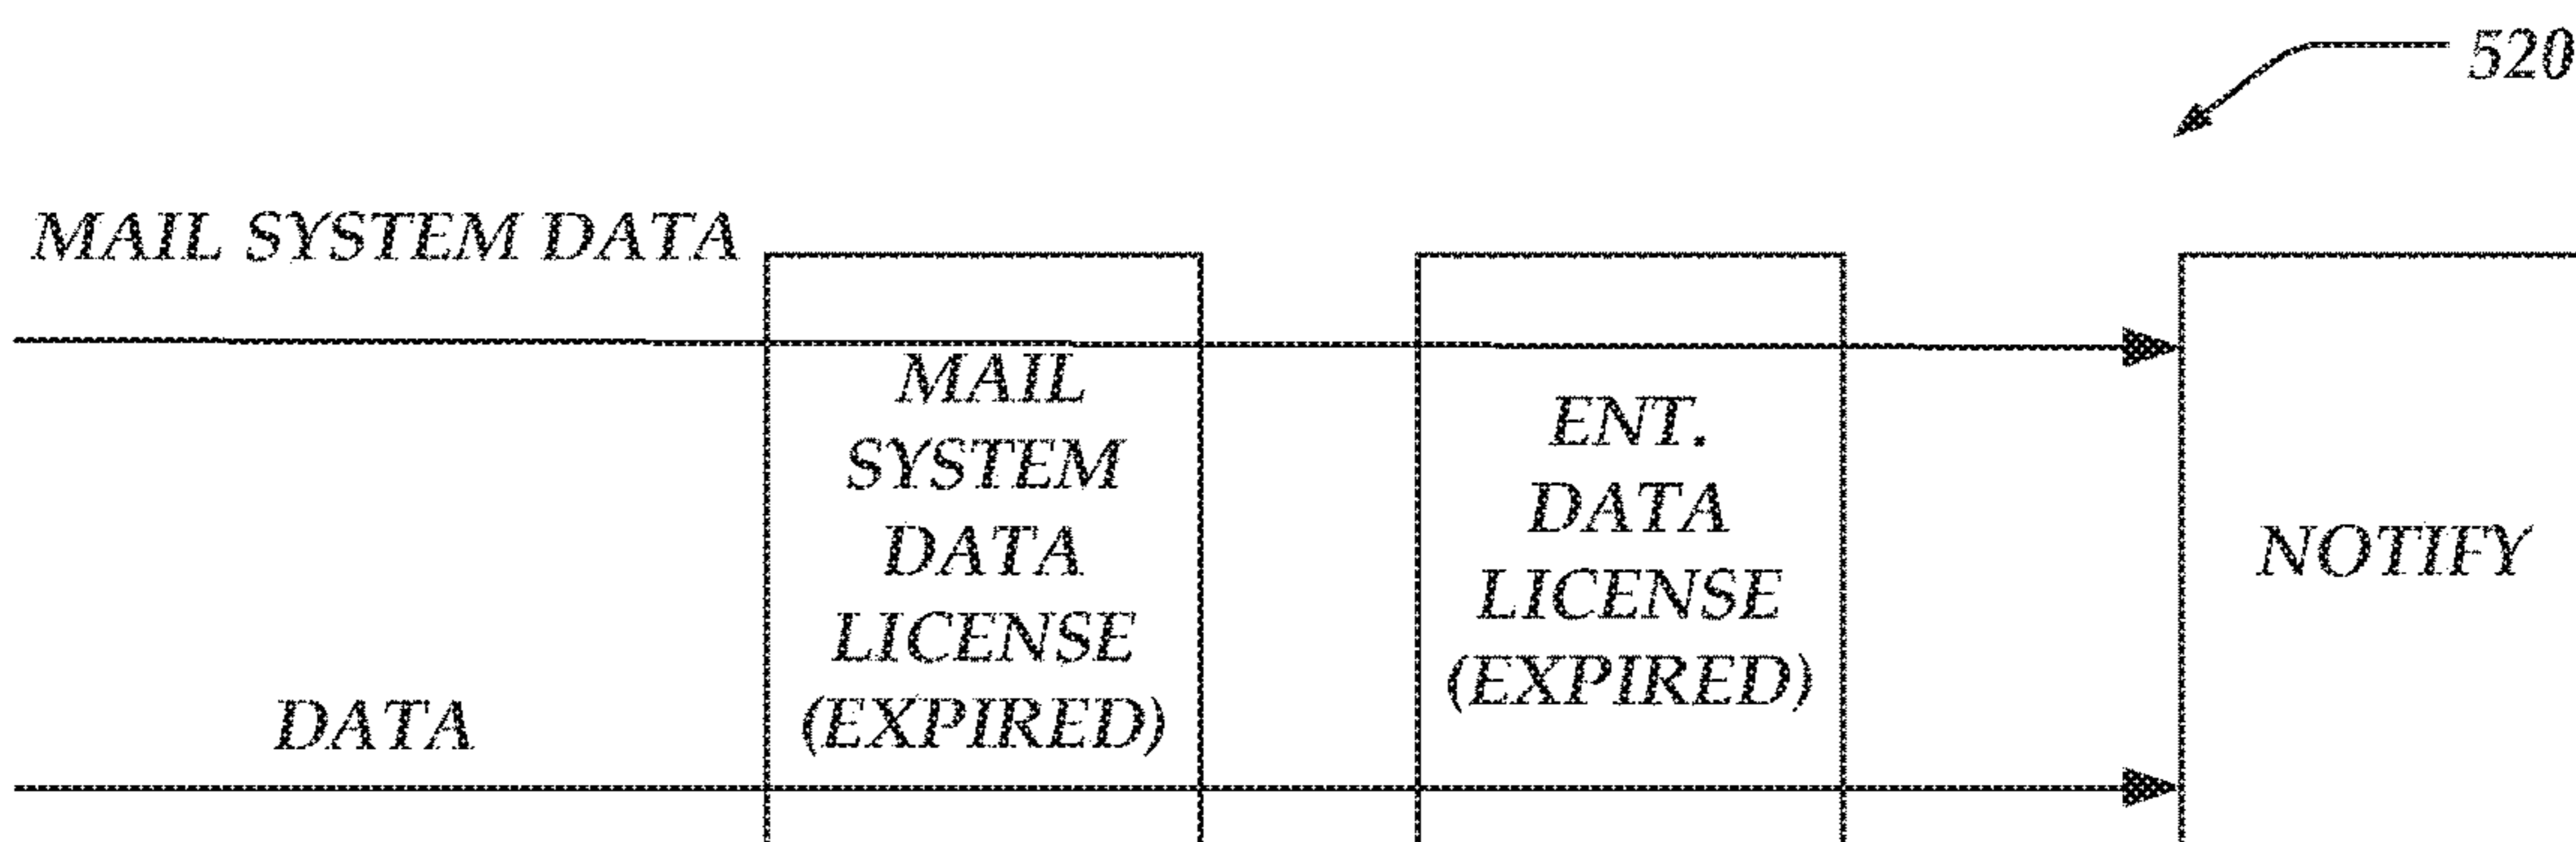 520
MAIL SYSTEM DATA
MAIL
SYSTEM
DATA
LICENSE
(EXPIRED)
ENT.
DATA
LICENSE
(EXPIRED)
NOTIFY
DATA